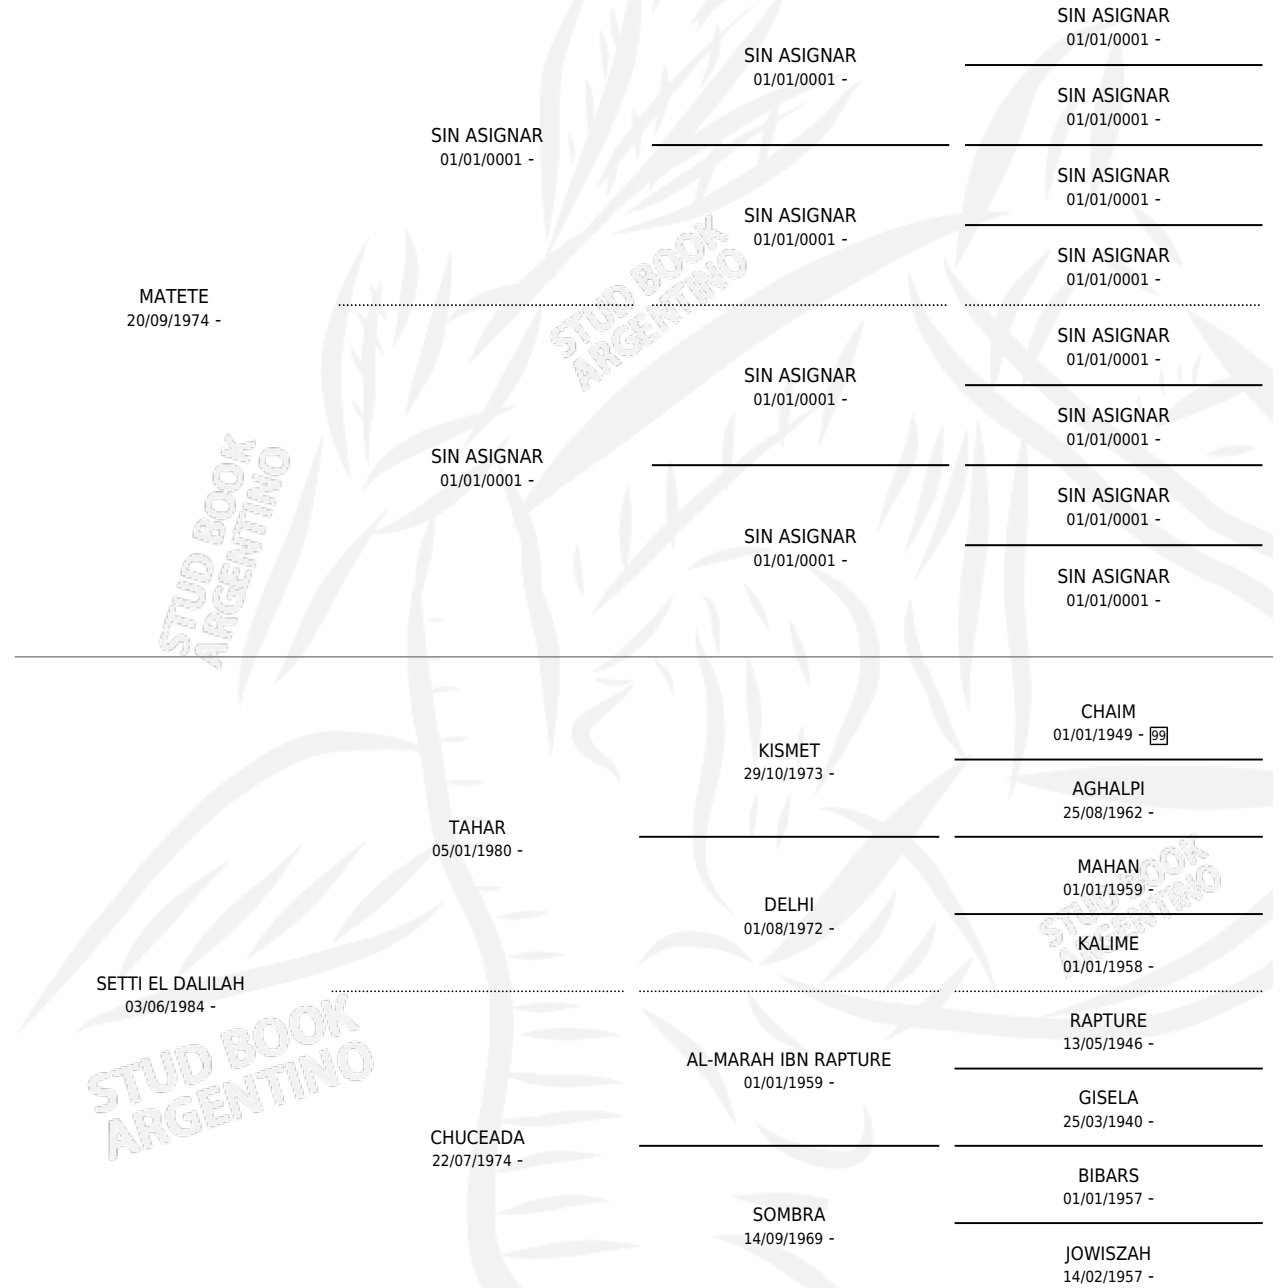 SIN ASIGNAR
01/01/0001 -
SIN ASIGNAR
01/01/0001 -
SIN ASIGNAR
01/01/0001 -
SIN ASIGNAR
01/01/0001 -
SIN ASIGNAR
01/01/0001 -
SIN ASIGNAR
01/01/0001 -
SIN ASIGNAR
01/01/0001 -
STUD BOOK
ARGENTINO
MATETE
20/09/1974 -
SIN ASIGNAR
01/01/0001 -
SIN ASIGNAR
01/01/0001 -
SIN ASIGNAR
01/01/0001 -
SIN ASIGNAR
01/01/0001 -
SIN ASIGNAR
01/01/0001 -
SIN ASIGNAR
01/01/0001 -
SIN ASIGNAR
01/01/0001 -
STUD BOOK
ARGENTINO
CHAIM
01/01/1949 - 99
KISMET
29/10/1973 -
AGHALPI
25/08/1962 -
TAHAR
05/01/1980 -
MAHAN
01/01/1959 -
DELHI
01/08/1972 -
STUD BOOK
ARGENTINO
KALIME
01/01/1958 -
SETTI EL DALILAH
03/06/1984 -
STUD BOOK
ARGENTINO
RAPTURE
13/05/1946 -
AL-MARAH IBN RAPTURE
01/01/1959 -
GISELA
25/03/1940 -
CHUCEADA
22/07/1974 -
BIBARS
01/01/1957 -
SOMBRA
14/09/1969 -
JOWISZAH
14/02/1957 -